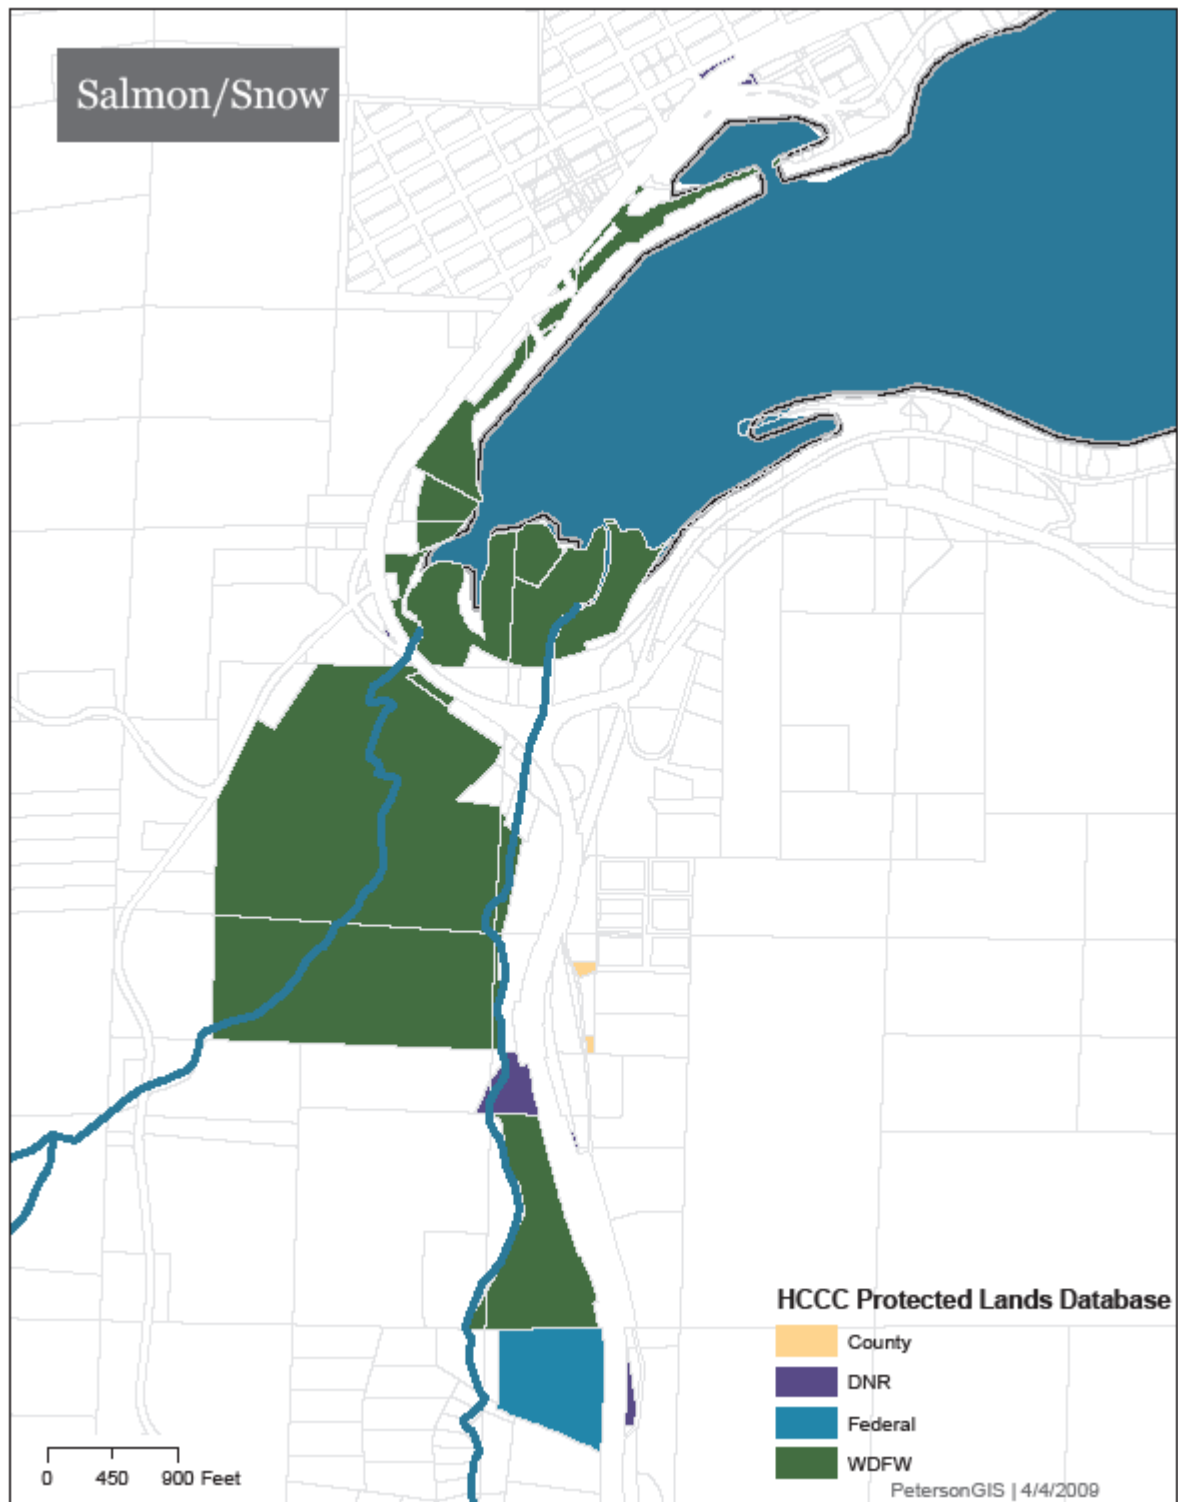 Salmon/Snow
HCCC Protected Lands Database
County
DNR
Federal
WDFW
0 450 900 Feet
PetersonGIS | 4/4/2009